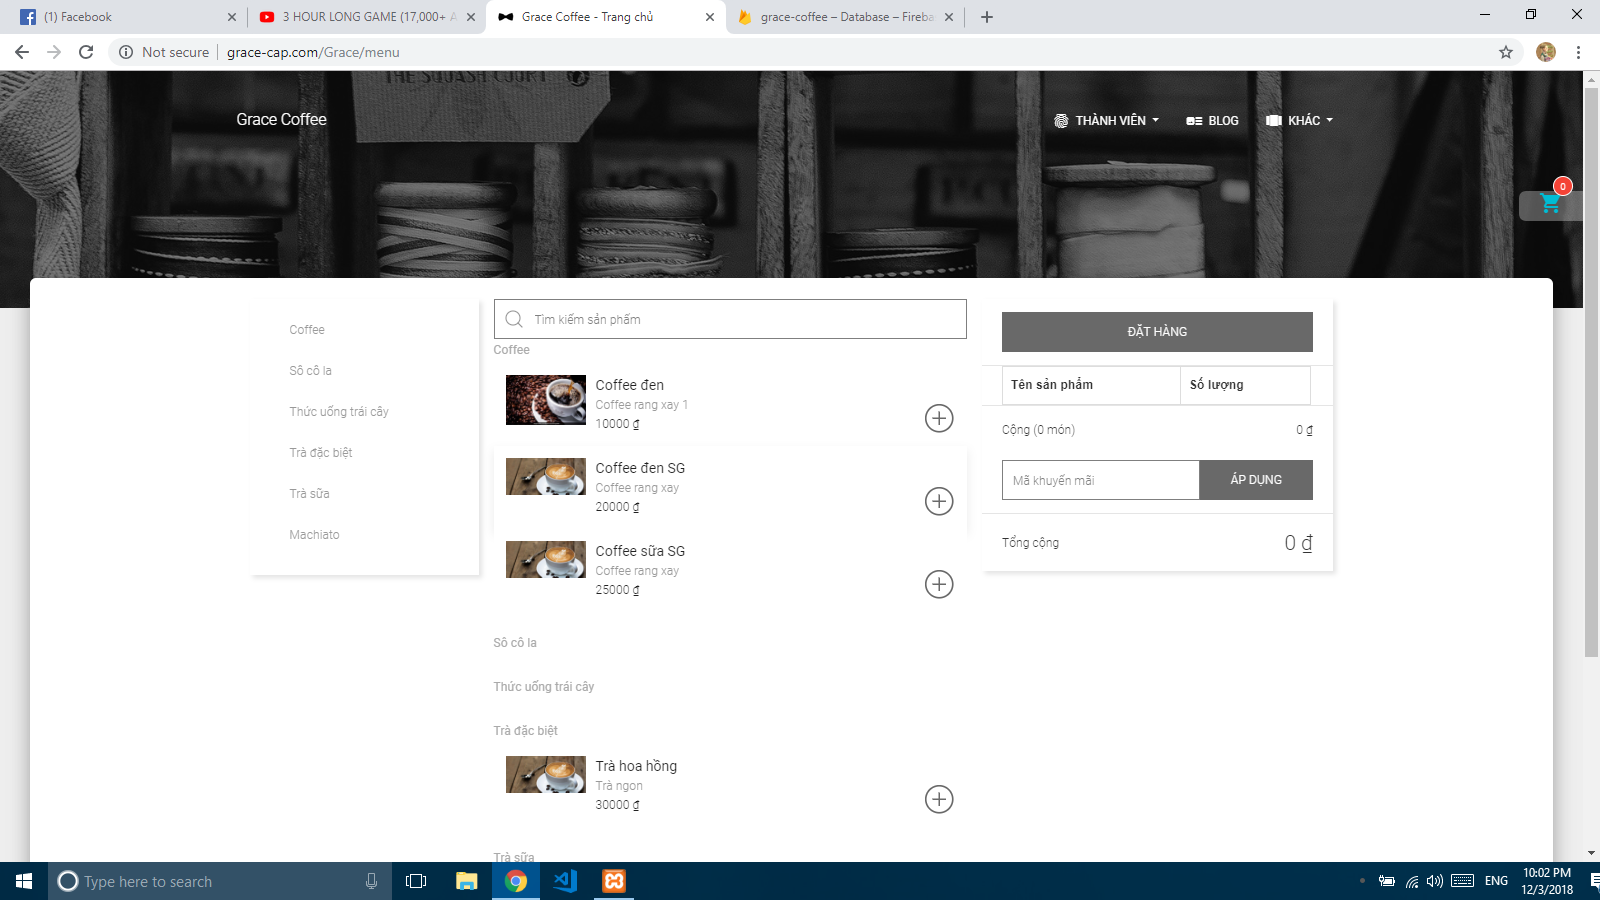 (1) Facebook
3 HOUR LONG GAME (17,000+ A
Grace Coffee - Trang chủ
grace-coffee – Database – Fireba
Not secure
grace-cap.com/Grace/menu
THE SQUASH COURT
Grace Coffee
THÀNH VIÊN
BLOG
KHÁC
0
Coffee
Sô cô la
Thức uống trái cây
Trà đặc biệt
Trà sữa
Machiato
Tìm kiếm sản phẩm
Coffee
Coffee đen
Coffee rang xay 1
10000 ₫
Coffee đen SG
Coffee rang xay
20000 ₫
Coffee sữa SG
Coffee rang xay
25000 ₫
Sô cô la
Thức uống trái cây
Trà đặc biệt
Trà hoa hồng
Trà ngon
30000 ₫
Trà sữa
ĐẶT HÀNG
Tên sản phẩm Số lượng
Cộng (0 món) 0 ₫
Mã khuyến mãi ÁP DỤNG
Tổng cộng 0 ₫
Type here to search
ENG
10:02 PM
12/3/2018